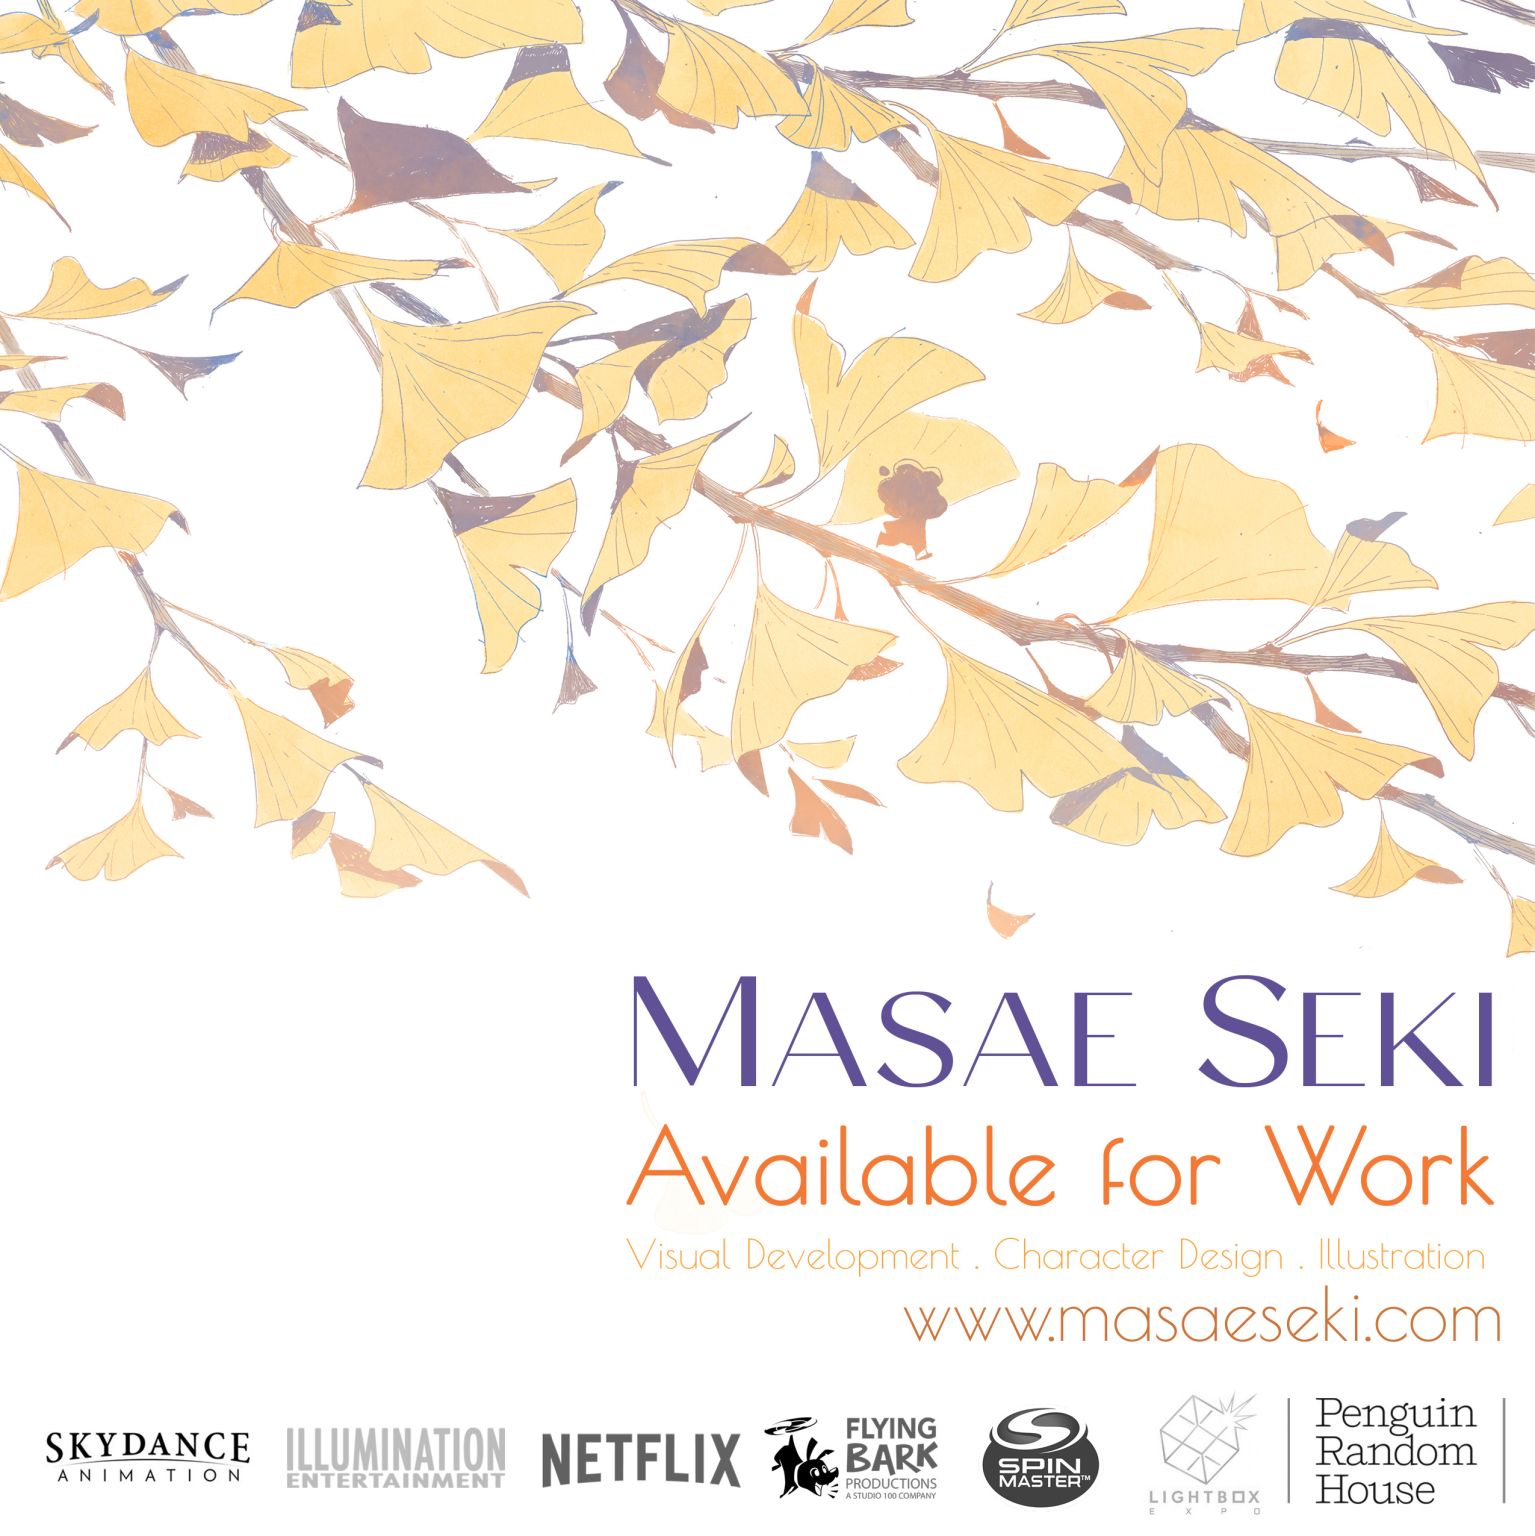 MASAE SEKI
Available for Work
Visual Development . Character Design . Illustration
www.masaeseki.com
SKYDANCE
ANIMATION
ILLUMINATION
ENTERTAINMENT
NETFLIX
FLYING
BARK
PRODUCTIONS
A STUDIO 100 COMPANY
SPIN
MASTER™
LIGHTBOX
EXPO
Penguin
Random
House